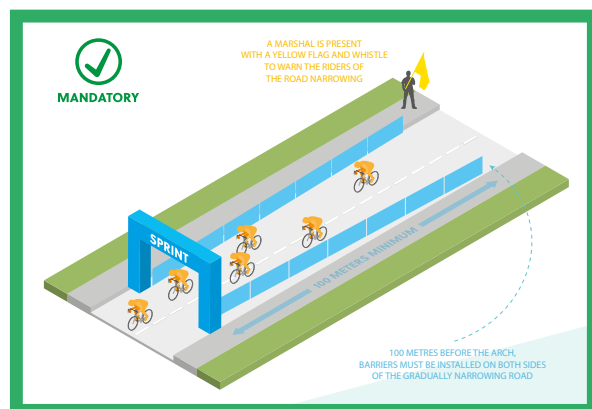 A MARSHAL IS PRESENT
WITH A YELLOW FLAG AND WHISTLE
TO WARN THE RIDERS OF
THE ROAD NARROWING
MANDATORY
SPRINT
100 METERS MINIMUM
100 METRES BEFORE THE ARCH,
BARRIERS MUST BE INSTALLED ON BOTH SIDES
OF THE GRADUALLY NARROWING ROAD